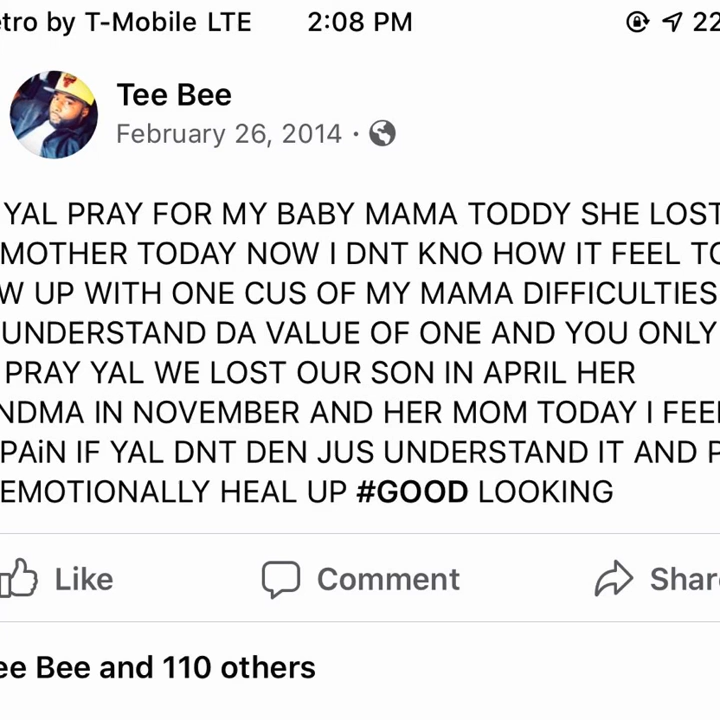 etro by T-Mobile LTE 2:08 PM 22
Tee Bee
February 26, 2014 ·
YAL PRAY FOR MY BABY MAMA TODDY SHE LOST
MOTHER TODAY NOW I DNT KNO HOW IT FEEL TO
W UP WITH ONE CUS OF MY MAMA DIFFICULTIES
UNDERSTAND DA VALUE OF ONE AND YOU ONLY
PRAY YAL WE LOST OUR SON IN APRIL HER
NDMA IN NOVEMBER AND HER MOM TODAY I FEEL
PAiN IF YAL DNT DEN JUS UNDERSTAND IT AND P
EMOTIONALLY HEAL UP #GOOD LOOKING
Like Comment Share
ee Bee and 110 others